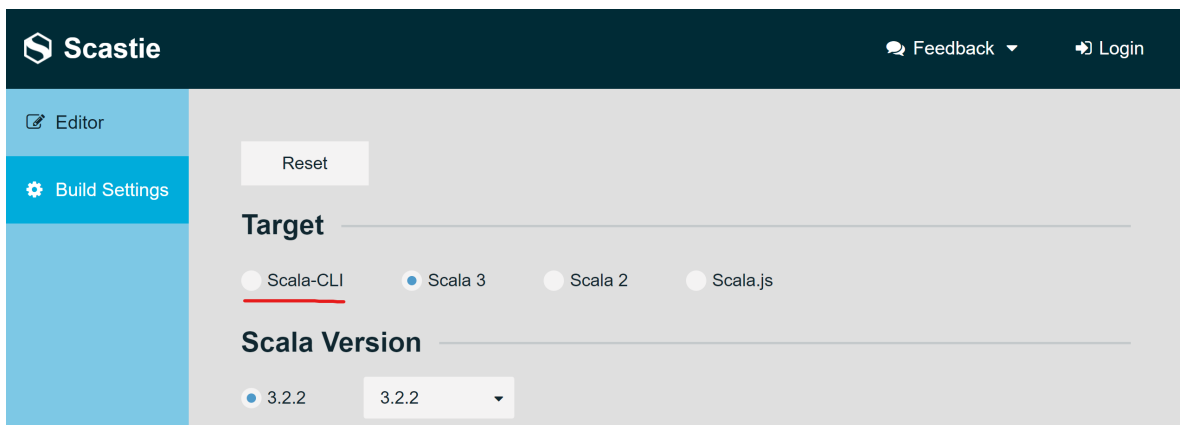 Scastie
Feedback
Login
Editor
Build Settings
Reset
Target
Scala-CLI
Scala 3
Scala 2
Scala.js
Scala Version
3.2.2
3.2.2